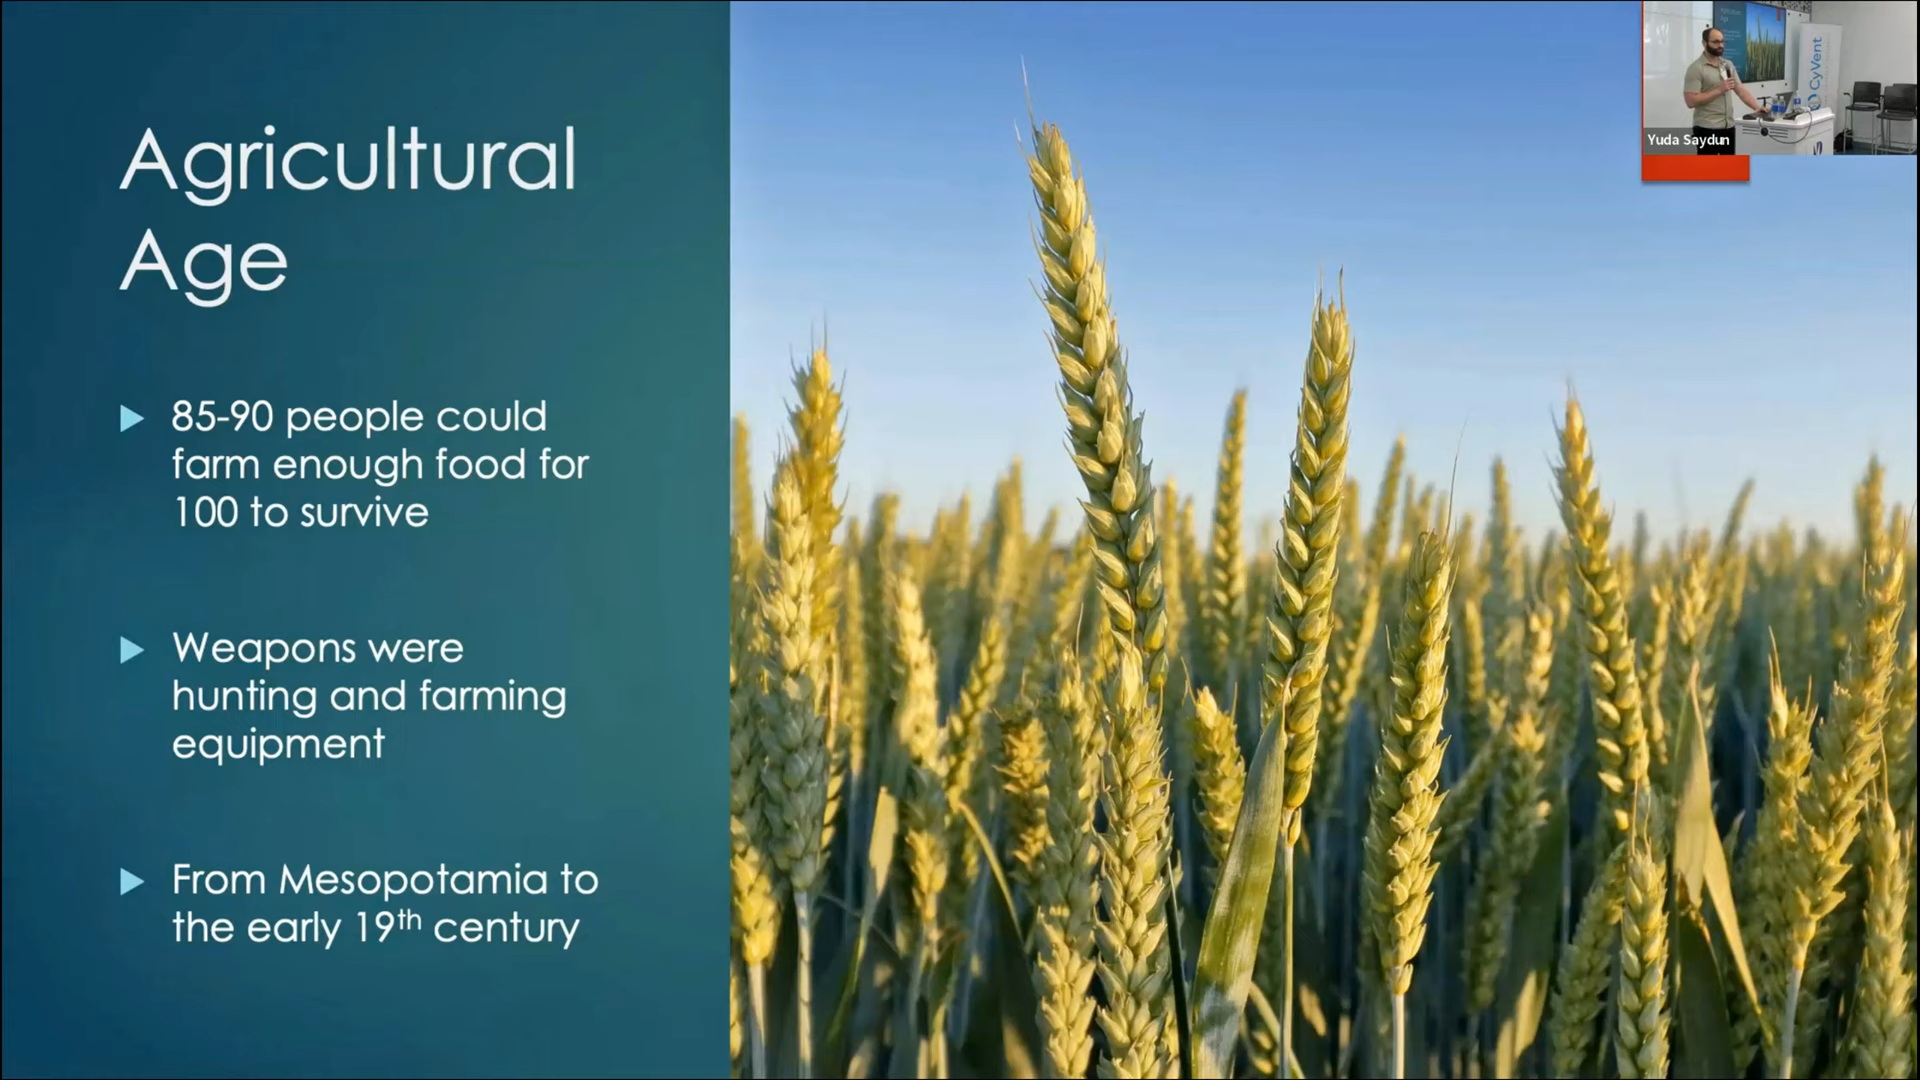 Agricultural
Age
85-90 people could
farm enough food for
100 to survive
Weapons were
hunting and farming
equipment
From Mesopotamia to
the early 19th century
Yuda Saydun
CyVent